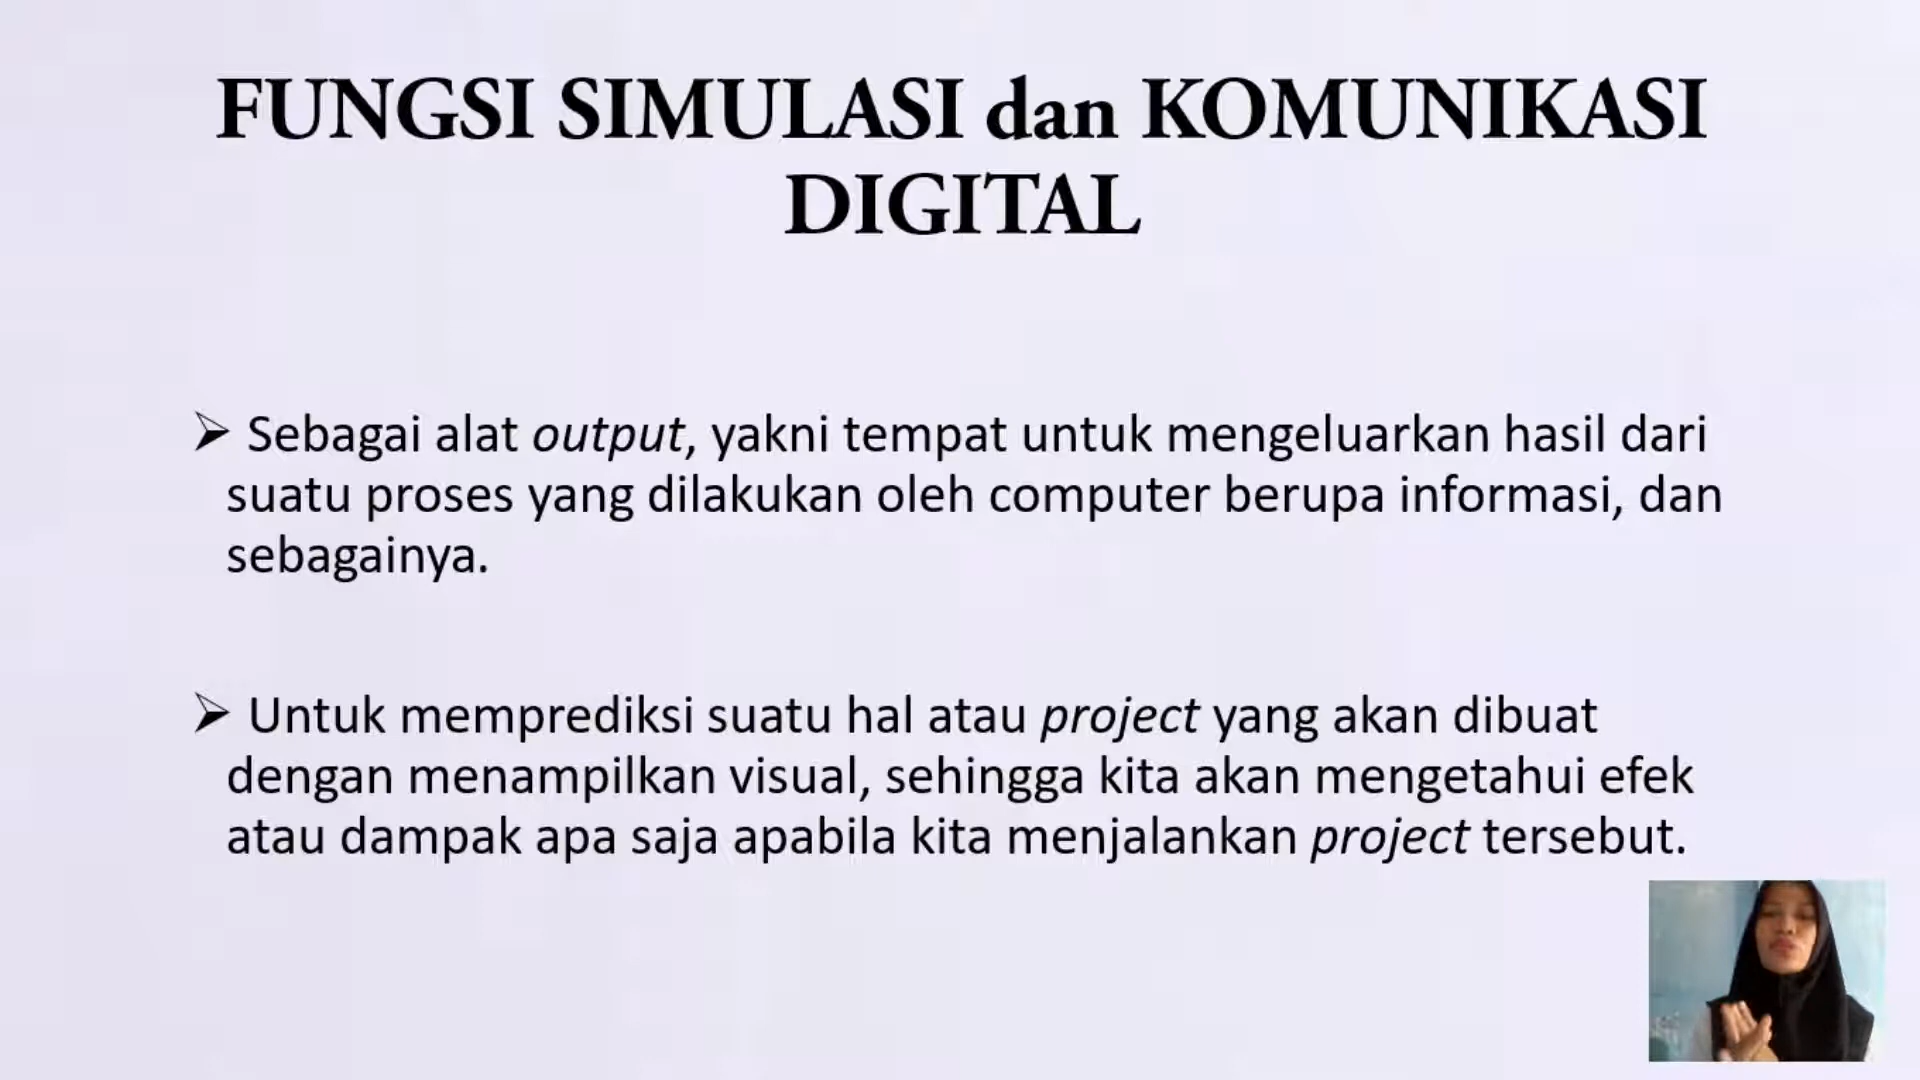 FUNGSI SIMULASI dan KOMUNIKASI
DIGITAL
➢ Sebagai alat output, yakni tempat untuk mengeluarkan hasil dari
suatu proses yang dilakukan oleh computer berupa informasi, dan
sebagainya.
➢ Untuk memprediksi suatu hal atau project yang akan dibuat
dengan menampilkan visual, sehingga kita akan mengetahui efek
atau dampak apa saja apabila kita menjalankan project tersebut.